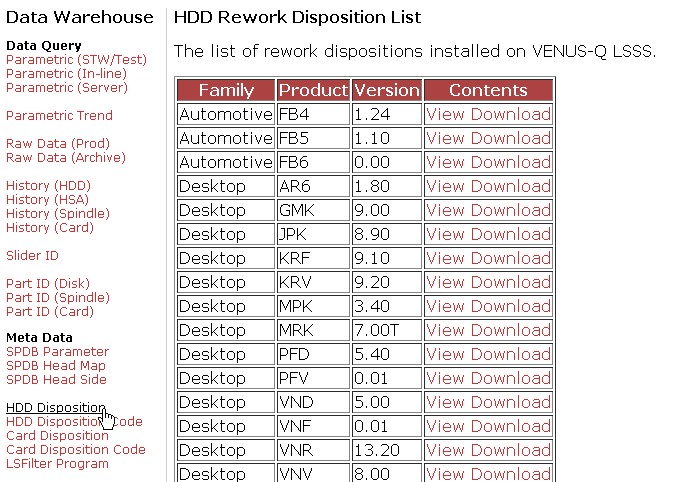 Data Warehouse
Data Query
Parametric (STW/Test)
Parametric (In-line)
Parametric (Server)
Parametric Trend
Raw Data (Prod)
Raw Data (Archive)
History (HDD)
History (HSA)
History (Spindle)
History (Card)
Slider ID
Part ID (Disk)
Part ID (Spindle)
Part ID (Card)
Meta Data
SPDB Parameter
SPDB Head Map
SPDB Head Side
HDD Disposition
HDD Disposition Code
Card Disposition
Card Disposition Code
LSFilter Program
HDD Rework Disposition List
The list of rework dispositions installed on VENUS-Q LSSS.
Family Product Version Contents
Automotive FB4 1.24 View Download
Automotive FB5 1.10 View Download
Automotive FB6 0.00 View Download
Desktop AR6 1.80 View Download
Desktop GMK 9.00 View Download
Desktop JPK 8.90 View Download
Desktop KRF 9.10 View Download
Desktop KRV 9.20 View Download
Desktop MPK 3.40 View Download
Desktop MRK 7.00T View Download
Desktop PFD 5.40 View Download
Desktop PFV 0.01 View Download
Desktop VND 5.00 View Download
Desktop VNF 0.01 View Download
Desktop VNR 13.20 View Download
Desktop VNV 8.00 View Download